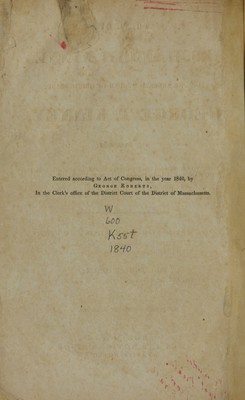 Entered according to Act of Congress, in the year 1840, by
GEORGE ROBERTS,
In the Clerk's office of the District Court of the District of Massachusetts.
W
600
K59t
1840